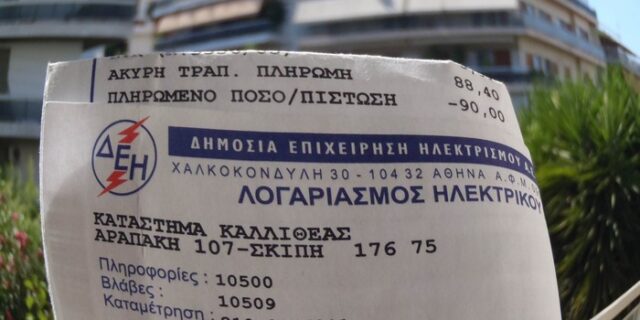 ΑΚΥΡΗ ΤΡΑΠ. ΠΛΗΡΩΜΗ 88,40
ΠΛΗΡΩΜΕΝΟ ΠΟΣΟ/ΠΙΣΤΩΣΗ -90,00
ΔΕΗ
ΔΗΜΟΣΙΑ ΕΠΙΧΕΙΡΗΣΗ ΗΛΕΚΤΡΙΣΜΟΥ Α.
ΧΑΛΚΟΚΟΝΔΥΛΗ 30 - 104 32 ΑΘΗΝΑ Α.Φ.Μ.
ΛΟΓΑΡΙΑΣΜΟΣ ΗΛΕΚΤΡΙΚΟΥ
ΚΑΤΑΣΤΗΜΑ ΚΑΛΛΙΘΕΑΣ
ΑΡΑΠΑΚΗ 107-ΣΚΙΠΗ 176 75
Πληροφορίες : 10500
Βλάβες : 10509
Καταμέτρηση :